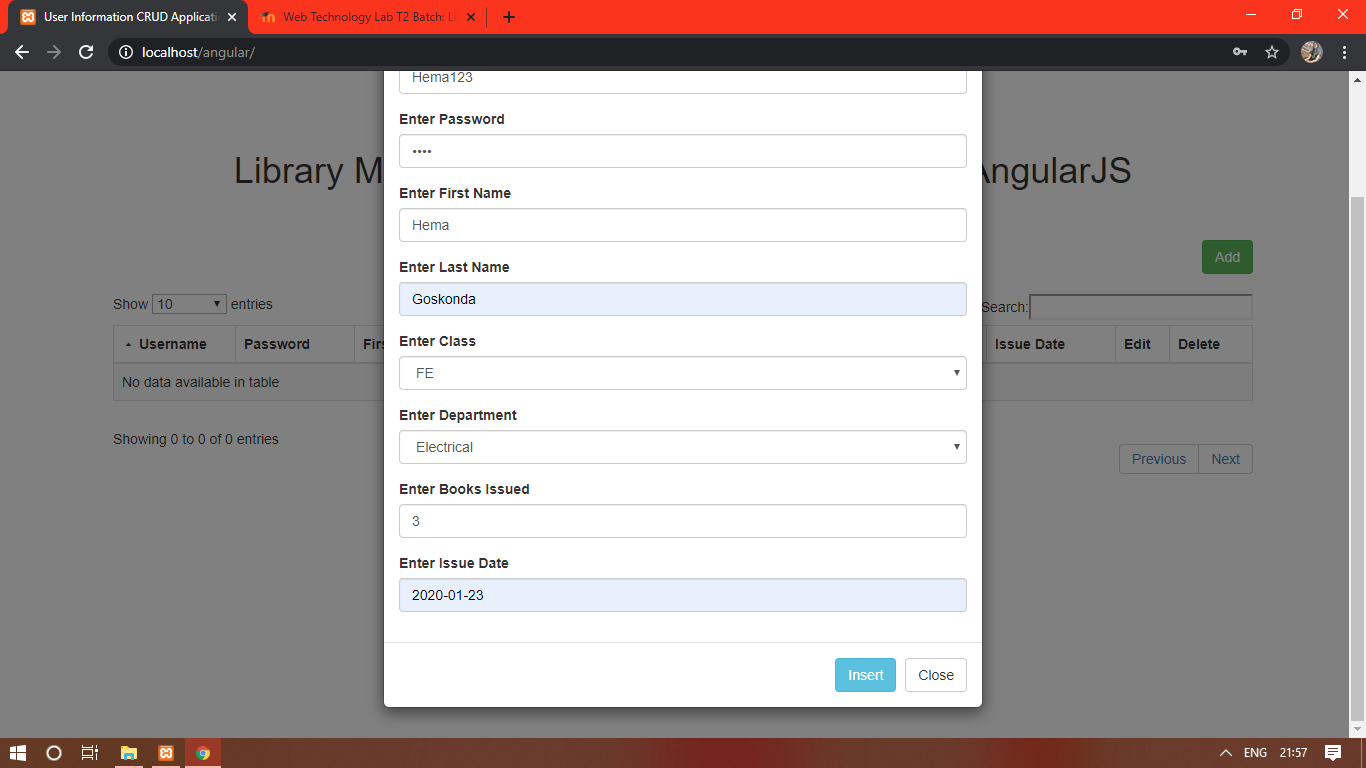 User Information CRUD Applicati
Web Technology Lab T2 Batch: Li
localhost/angular/
Hema123
Enter Password
••••
Library M
AngularJS
Enter First Name
Hema
Add
Enter Last Name
Goskonda
Show 10 entries
Search:
Enter Class
FE
Username Password Firs
Issue Date Edit Delete
No data available in table
Enter Department
Electrical
Showing 0 to 0 of 0 entries
Previous Next
Enter Books Issued
3
Enter Issue Date
2020-01-23
Insert Close
ENG 21:57